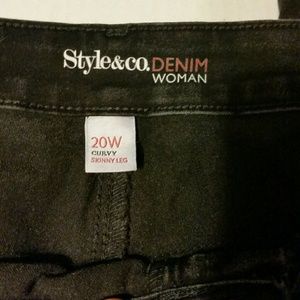 Style&co. DENIM
WOMAN
20W
CURVY
SKINNY LEG